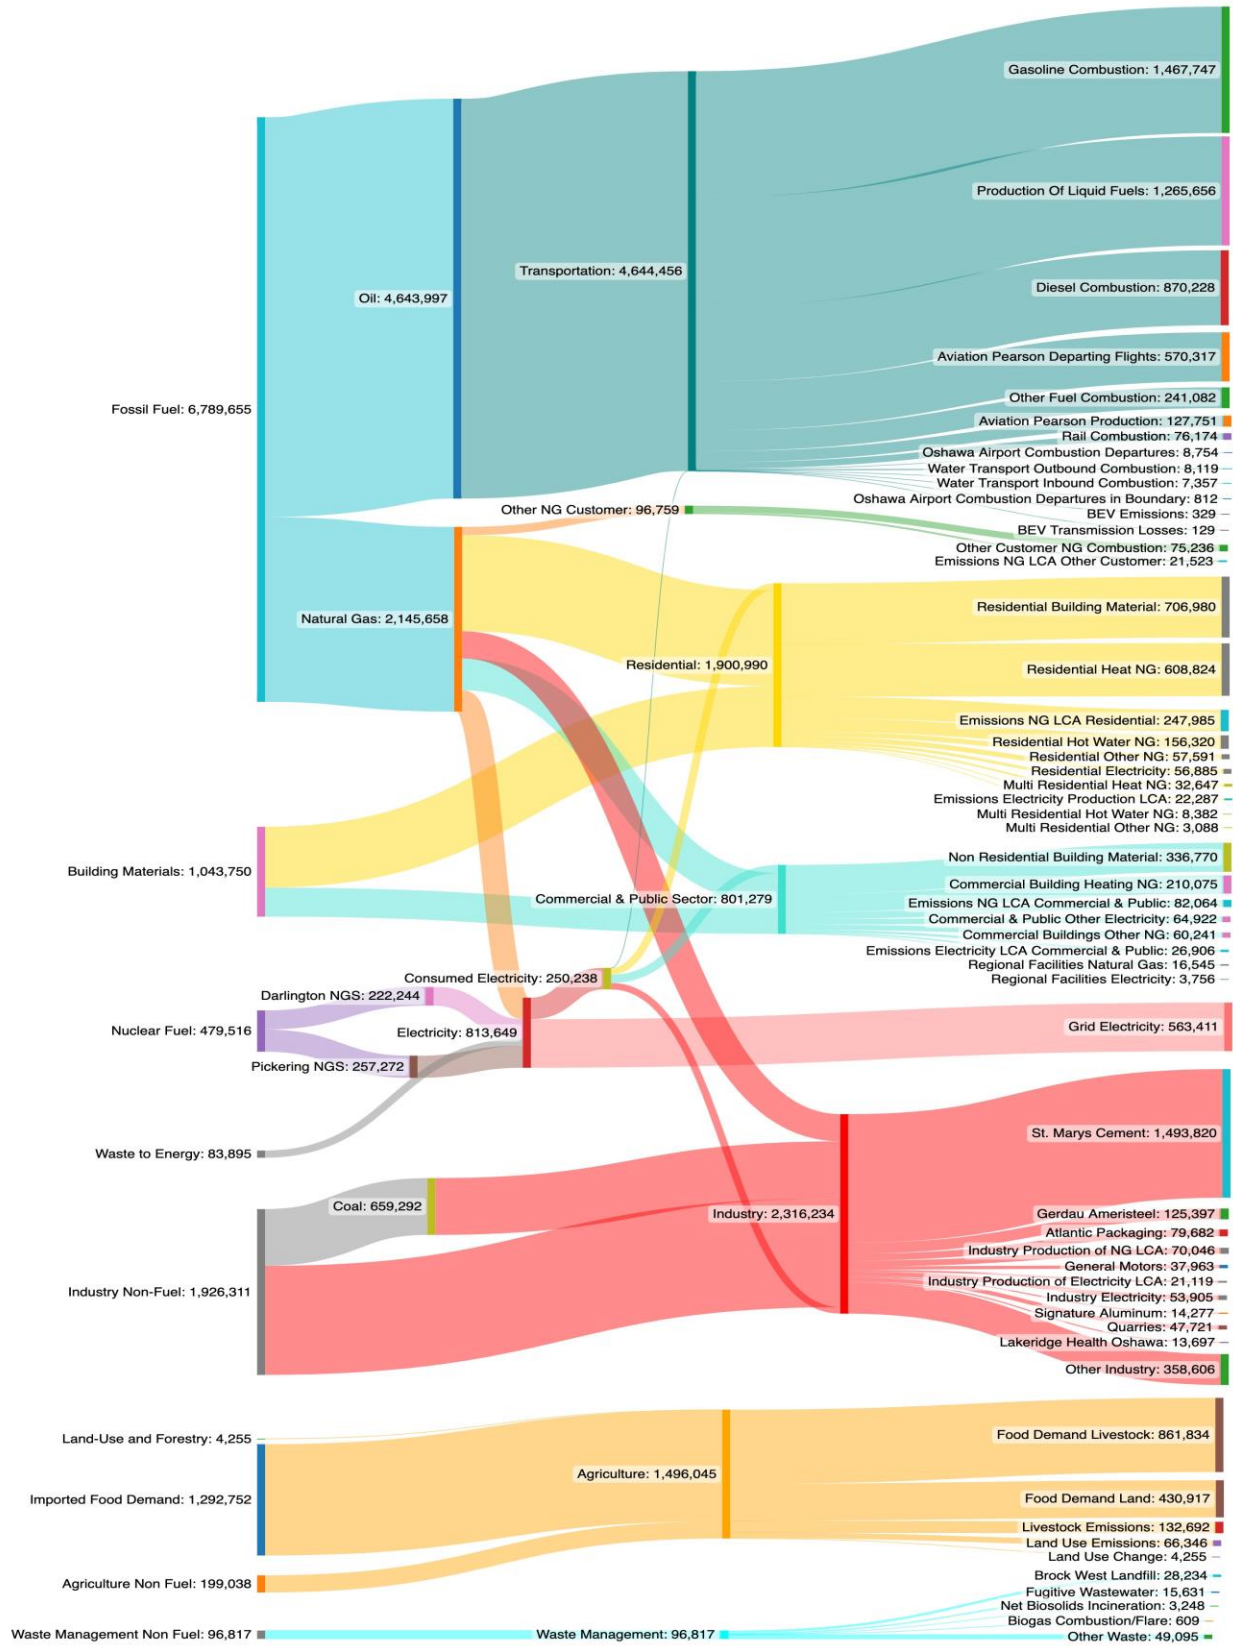 Gasoline Combustion: 1,467,747
Production Of Liquid Fuels: 1,265,656
Transportation: 4,644,456
Oil: 4,643,997
Diesel Combustion: 870,228
Aviation Pearson Departing Flights: 570,317
Other Fuel Combustion: 241,082
Fossil Fuel: 6,789,655
Aviation Pearson Production: 127,751
Rail Combustion: 76,174
Oshawa Airport Combustion Departures: 8,754
Water Transport Outbound Combustion: 8,119
Water Transport Inbound Combustion: 7,357
Oshawa Airport Combustion Departures in Boundary: 812
Other NG Customer: 96,759
BEV Emissions: 329
BEV Transmission Losses: 129
Other Customer NG Combustion: 75,236
Emissions NG LCA Other Customer: 21,523
Residential Building Material: 706,980
Natural Gas: 2,145,658
Residential: 1,900,990
Residential Heat NG: 608,824
Emissions NG LCA Residential: 247,985
Residential Hot Water NG: 156,320
Residential Other NG: 57,591
Residential Electricity: 56,885
Multi Residential Heat NG: 32,647
Emissions Electricity Production LCA: 22,287
Multi Residential Hot Water NG: 8,382
Multi Residential Other NG: 3,088
Non Residential Building Material: 336,770
Building Materials: 1,043,750
Commercial Building Heating NG: 210,075
Commercial & Public Sector: 801,279
Emissions NG LCA Commercial & Public: 82,064
Commercial & Public Other Electricity: 64,922
Commercial Buildings Other NG: 60,241
Emissions Electricity LCA Commercial & Public: 26,906
Regional Facilities Natural Gas: 16,545
Consumed Electricity: 250,238
Regional Facilities Electricity: 3,756
Darlington NGS: 222,244
Grid Electricity: 563,411
Nuclear Fuel: 479,516
Electricity: 813,649
Pickering NGS: 257,272
St. Marys Cement: 1,493,820
Waste to Energy: 83,895
Coal: 659,292
Industry: 2,316,234
Gerdau Ameristeel: 125,397
Atlantic Packaging: 79,682
Industry Production of NG LCA: 70,046
General Motors: 37,963
Industry Production of Electricity LCA: 21,119
Industry Non-Fuel: 1,926,311
Industry Electricity: 53,905
Signature Aluminum: 14,277
Quarries: 47,721
Lakeridge Health Oshawa: 13,697
Other Industry: 358,606
Land-Use and Forestry: 4,255
Food Demand Livestock: 861,834
Agriculture: 1,496,045
Imported Food Demand: 1,292,752
Food Demand Land: 430,917
Livestock Emissions: 132,692
Land Use Emissions: 66,346
Land Use Change: 4,255
Brock West Landfill: 28,234
Agriculture Non Fuel: 199,038
Fugitive Wastewater: 15,631
Net Biosolids Incineration: 3,248
Biogas Combustion/Flare: 609
Waste Management Non Fuel: 96,817
Waste Management: 96,817
Other Waste: 49,095